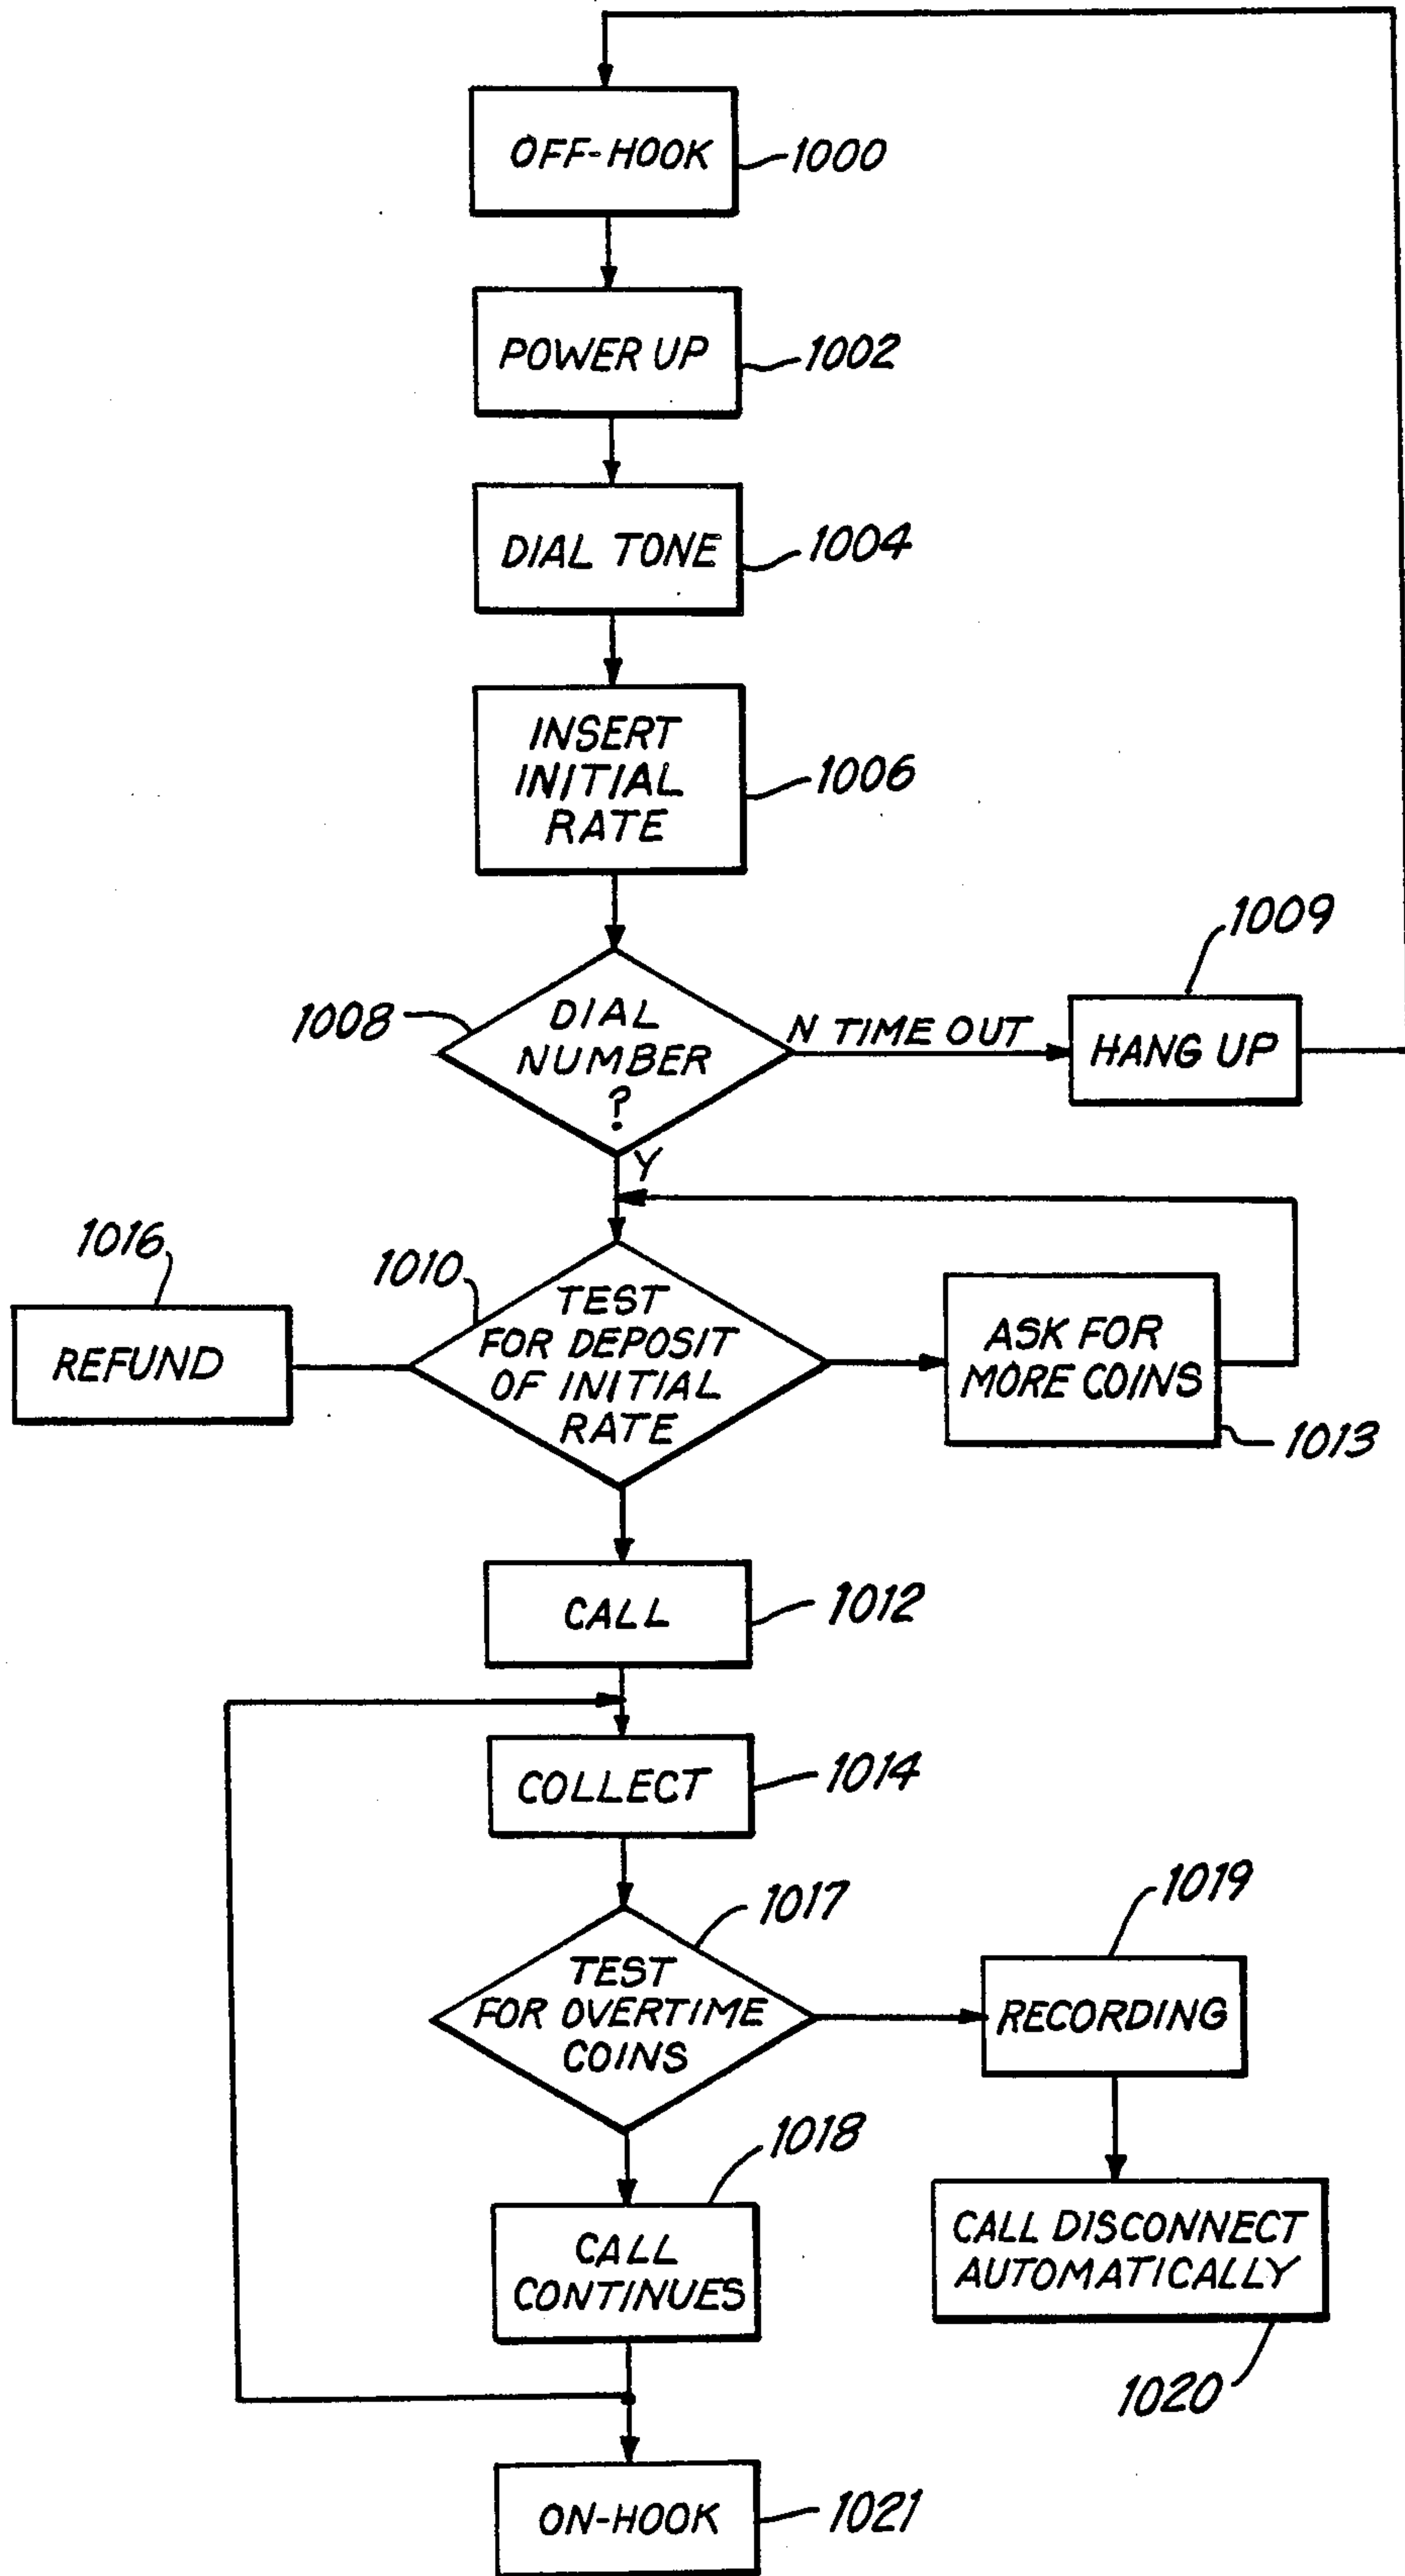 OFF-HOOK
1000
POWER UP
1002
DIAL TONE
1004
INSERT
INITIAL
RATE
1006
1008
DIAL
NUMBER
?
N TIME OUT
1009
HANG UP
Y
1016
REFUND
1010
TEST
FOR DEPOSIT
OF INITIAL
RATE
ASK FOR
MORE COINS
1013
CALL
1012
COLLECT
1014
1017
TEST
FOR OVERTIME
COINS
1019
RECORDING
1018
CALL
CONTINUES
CALL DISCONNECT
AUTOMATICALLY
1020
ON-HOOK
1021